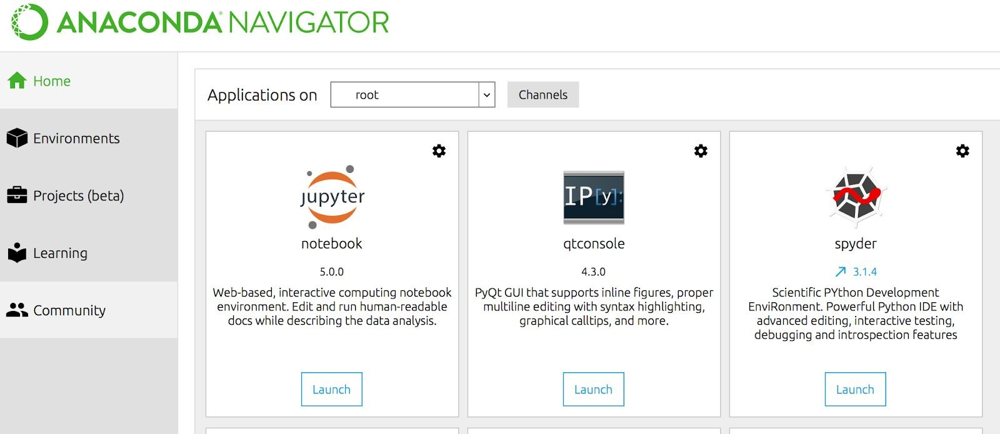 ANACONDA® NAVIGATOR
Home
Environments
Projects (beta)
Learning
Community
Applications on root Channels
jupyter
notebook
5.0.0
Web-based, interactive computing notebook
environment. Edit and run human-readable
docs while describing the data analysis.
Launch
IP[y]:
qtconsole
4.3.0
PyQt GUI that supports inline figures, proper
multiline editing with syntax highlighting,
graphical calltips, and more.
Launch
spyder
3.1.4
Scientific PYthon Development
EnviRonment. Powerful Python IDE with
advanced editing, interactive testing,
debugging and introspection features
Launch